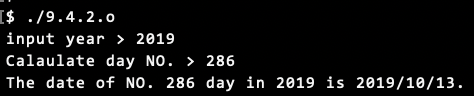 $ ./9.4.2.o
input year > 2019
Calaulate day NO. > 286
The date of NO. 286 day in 2019 is 2019/10/13.